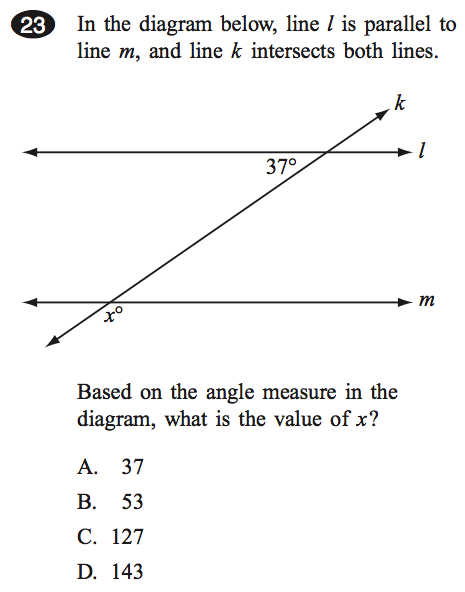 23 In the diagram below, line l is parallel to
line m, and line k intersects both lines.
k
l
37°
m
x°
Based on the angle measure in the
diagram, what is the value of x?
A. 37
B. 53
C. 127
D. 143